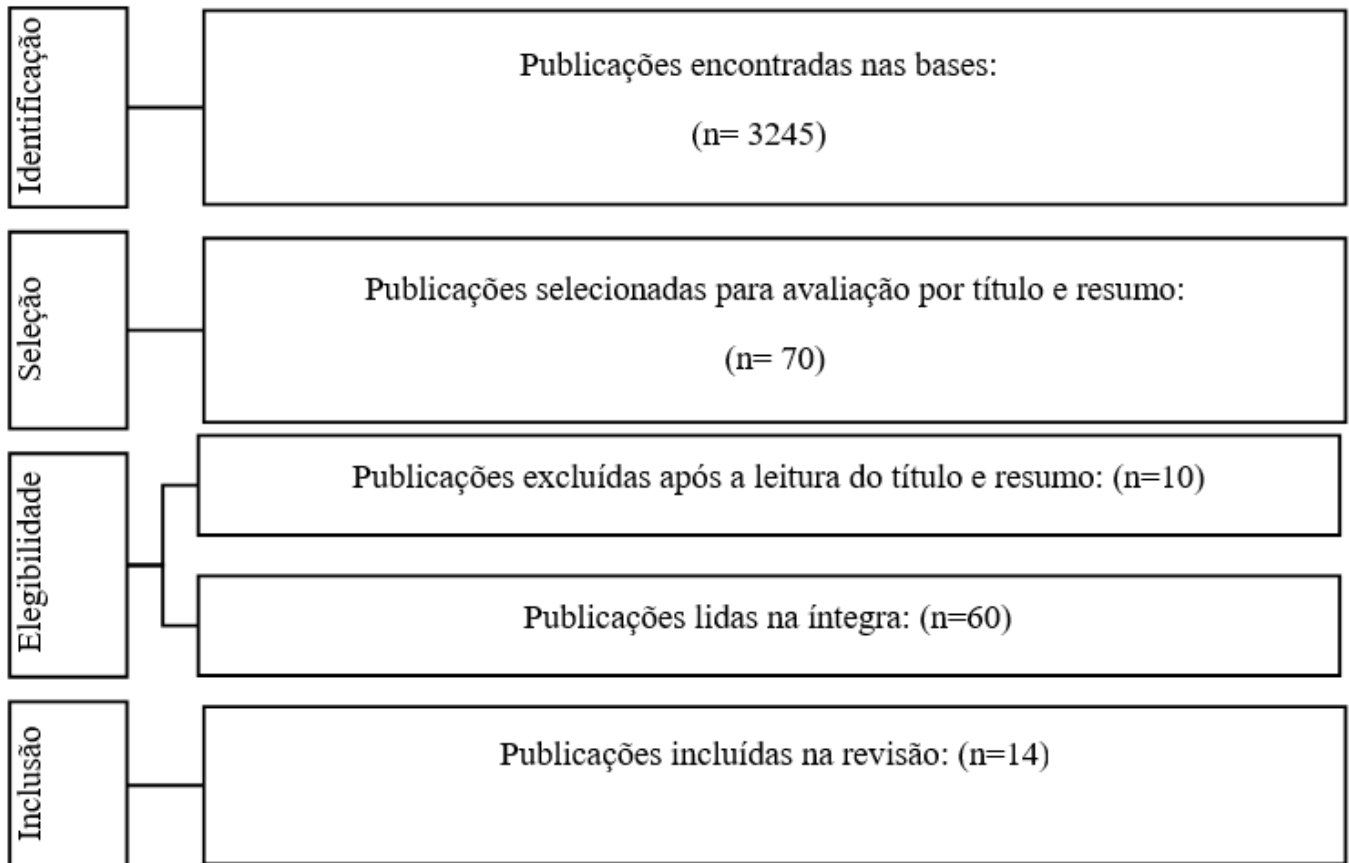 Identificação
Publicações encontradas nas bases:
(n= 3245)
Seleção
Publicações selecionadas para avaliação por título e resumo:
(n= 70)
Elegibilidade
Publicações excluídas após a leitura do título e resumo: (n=10)
Publicações lidas na íntegra: (n=60)
Inclusão
Publicações incluídas na revisão: (n=14)